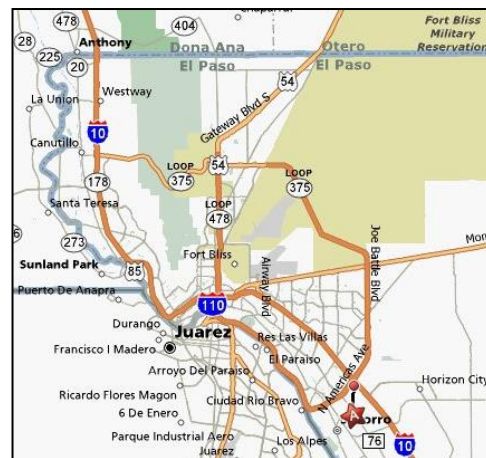 478
404
28
Anthony
Dona Ana
Otero
Fort Bliss
Military
Reservation
225
20
El Paso
El Paso
54
La Union
Westway
Gateway Blvd S
10
Canutillo
LOOP
375
54
LOOP
375
178
LOOP
478
Santa Teresa
273
Joe Battle Blvd
Sunland Park
85
Fort Bliss
Airway Blvd
Puerto De Anapra
110
Durango
Juarez
Res Las Villas
Francisco I Madero
El Paraiso
N Americas Ave
Arroyo Del Paraiso
Horizon City
Ricardo Flores Magon
Ciudad Rio Bravo
A
6 De Enero
76
10
Parque Industrial Aero
Los Alpes
Juarez